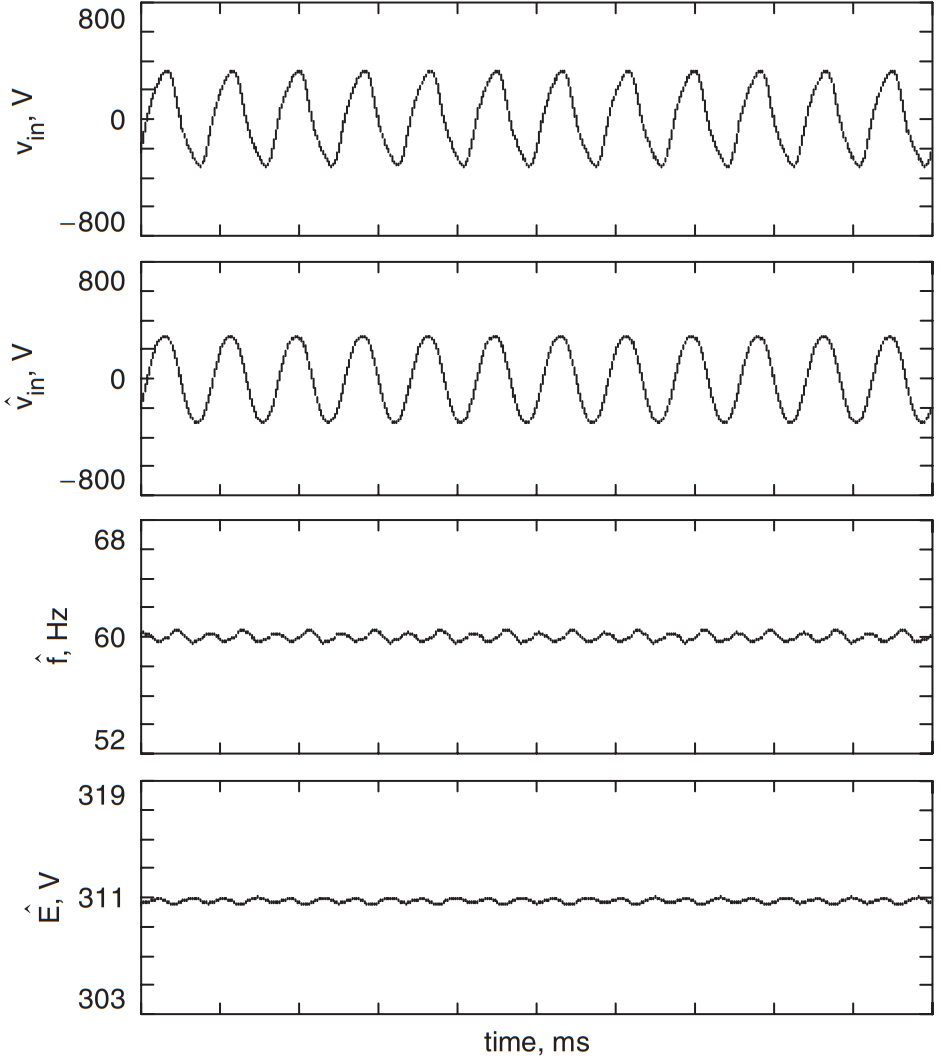 800
v_in, V
0
−800
800
v̂_in, V
0
−800
68
f̂, Hz
60
52
319
Ê, V
311
303
time, ms